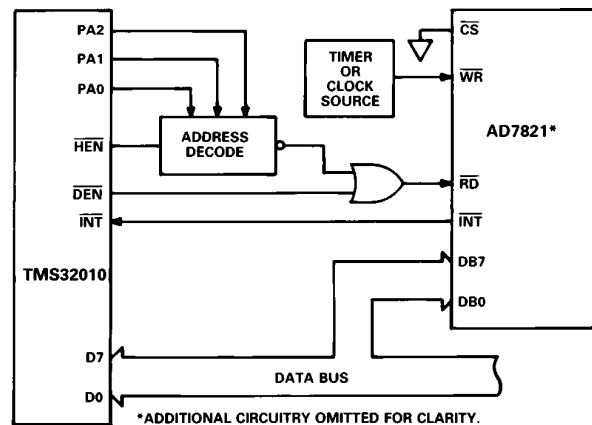 PA2
PA1
PA0
HEN
DEN
INT
TMS32010
D7
D0
ADDRESS
DECODE
TIMER
OR
CLOCK
SOURCE
CS
WR
AD7821*
RD
INT
DB7
DB0
DATA BUS
*ADDITIONAL CIRCUITRY OMITTED FOR CLARITY.